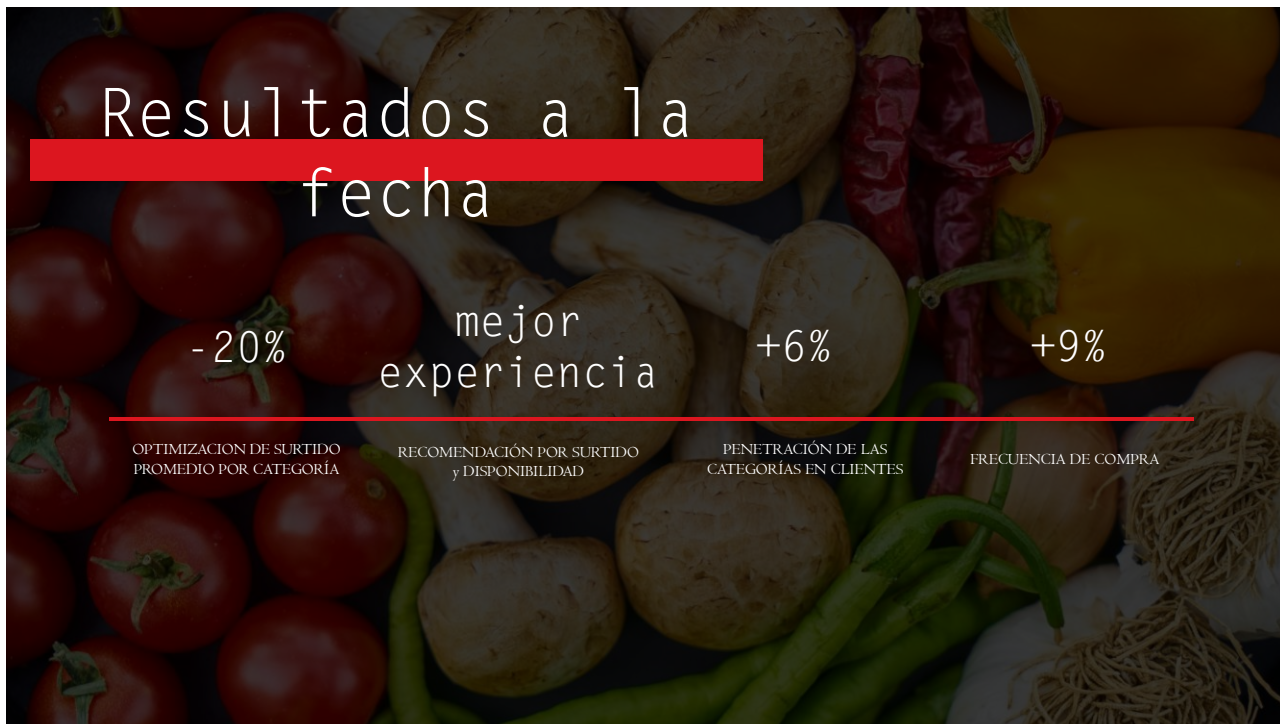 Resultados a la
fecha
-20%
mejor
experiencia
+6%
+9%
OPTIMIZACION DE SURTIDO
PROMEDIO POR CATEGORÍA
RECOMENDACIÓN POR SURTIDO
y DISPONIBILIDAD
PENETRACIÓN DE LAS
CATEGORÍAS EN CLIENTES
FRECUENCIA DE COMPRA